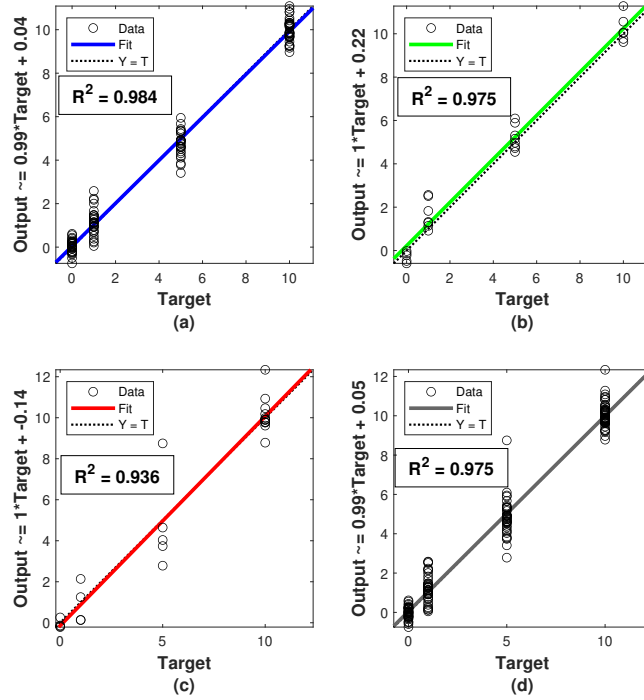 Output ~= 0.99*Target + 0.04
10
8
6
4
2
0
Data
Fit
Y = T
R² = 0.984
0 2 4 6 8 10
Target
(a)
Output ~= 1*Target + 0.22
10
8
6
4
2
0
Data
Fit
Y = T
R² = 0.975
0 2 4 6 8 10
Target
(b)
Output ~= 1*Target + -0.14
12
10
8
6
4
2
0
Data
Fit
Y = T
R² = 0.936
0 5 10
Target
(c)
Output ~= 0.99*Target + 0.05
12
10
8
6
4
2
0
Data
Fit
Y = T
R² = 0.975
0 5 10
Target
(d)